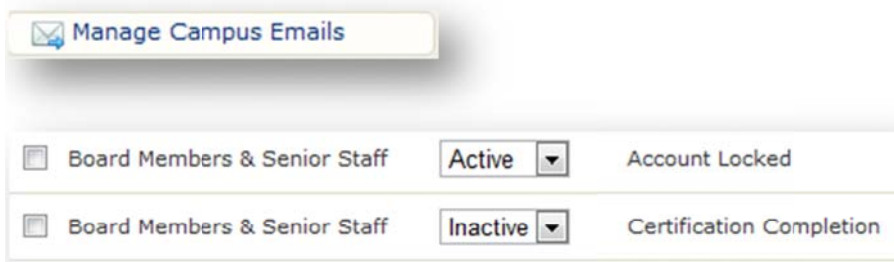 Manage Campus Emails
Board Members & Senior Staff Active Account Locked
Board Members & Senior Staff Inactive Certification Completion